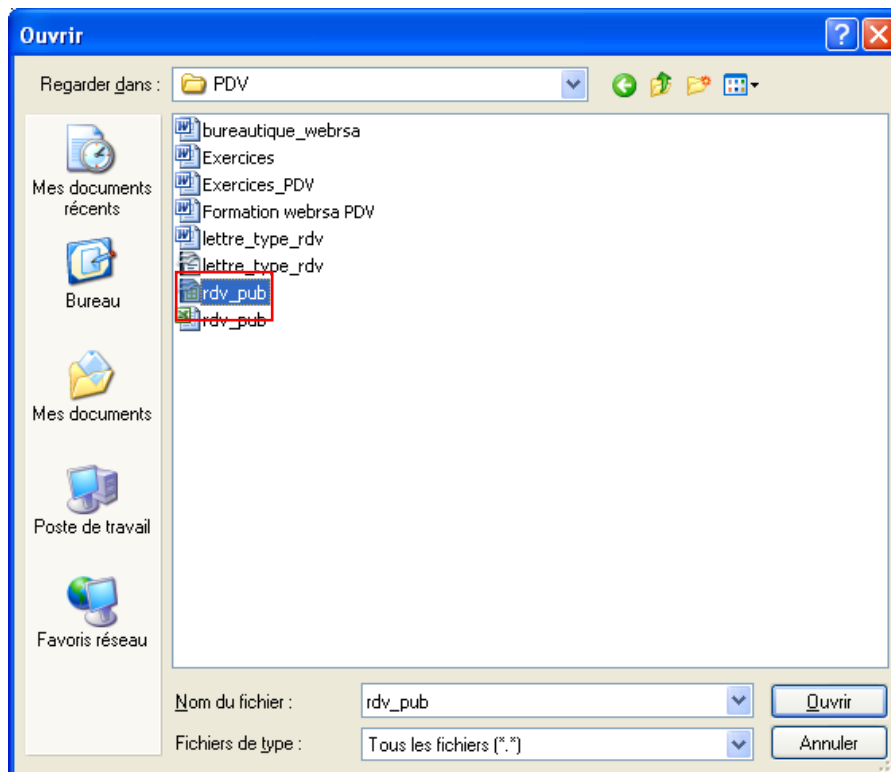 Ouvrir
Regarder dans :
PDV
bureautique_webrsa
Exercices
Exercices_PDV
Formation webrsa PDV
lettre_type_rdv
lettre_type_rdv
rdv_pub
rdv_pub
Mes documents
récents
Bureau
Mes documents
Poste de travail
Favoris réseau
Nom du fichier :
rdv_pub
Ouvrir
Fichiers de type :
Tous les fichiers (*.*)
Annuler